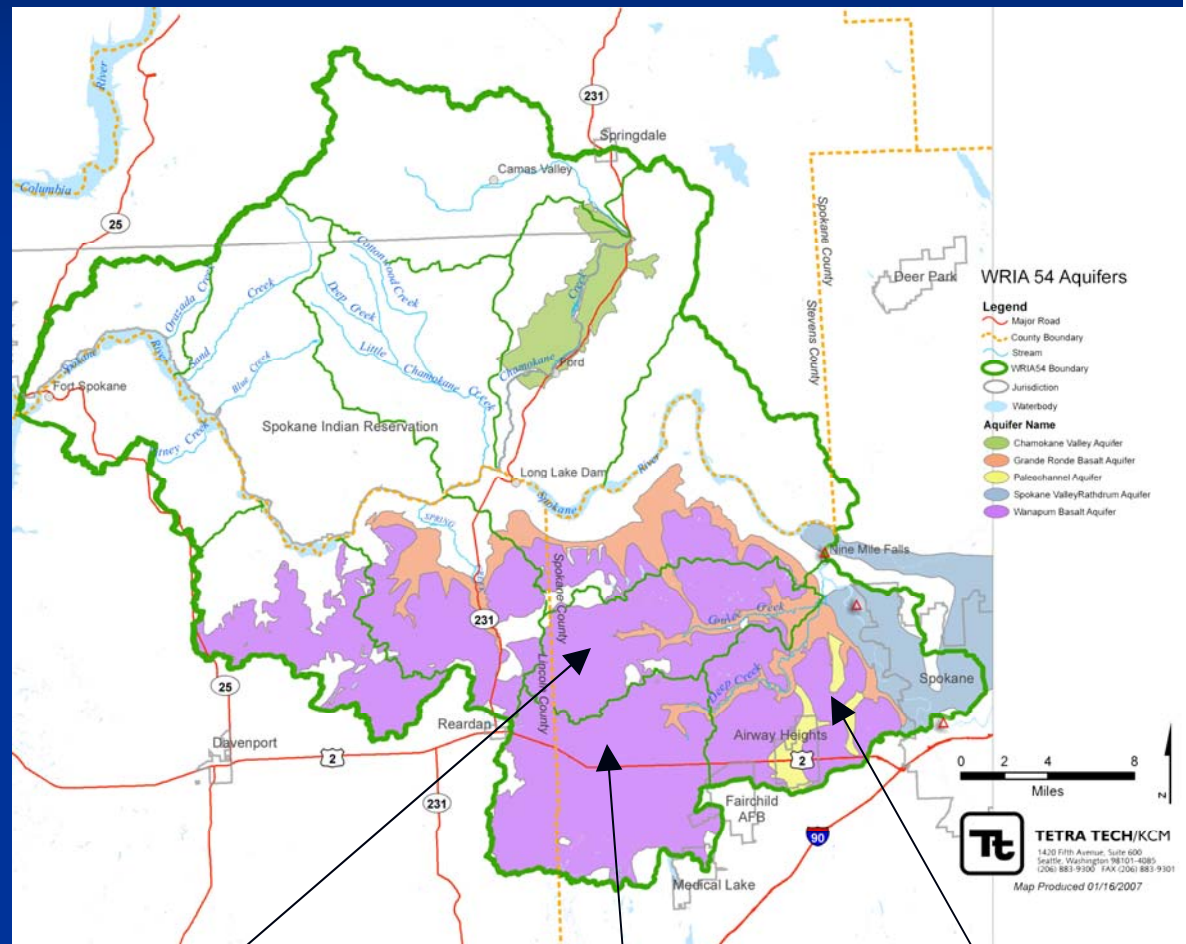 231
Springdale
Camas Valley
River
Columbia
25
Spokane County
Stevens County
Deer Park
Orazada Creek
Sand Creek
Cottonwood Creek
Deep Creek
Little Chamokane Creek
Blue Creek
Chamokane Creek
Ford
Spokane River
Fort Spokane
Spokane Indian Reservation
Long Lake Dam
Spokane River
SPRING
Nine Mile Falls
Spokane County
Lincoln County
Coulee Creek
Deep Creek
231
Spokane
25
Reardan
Airway Heights
2
Davenport
2
231
Fairchild
AFB
90
Medical Lake
WRIA 54 Aquifers
Legend
Major Road
County Boundary
Stream
WRIA54 Boundary
Jurisdiction
Waterbody
Aquifer Name
Chamokane Valley Aquifer
Grande Ronde Basalt Aquifer
Paleochannel Aquifer
Spokane ValleyRathdrum Aquifer
Wanapum Basalt Aquifer
0 2 4 8
Miles
N
Tt
TETRA TECH/KCM
1420 Fifth Avenue, Suite 600
Seattle, Washington 98101-4085
(206) 883-9300 FAX (206) 883-9301
Map Produced 01/16/2007